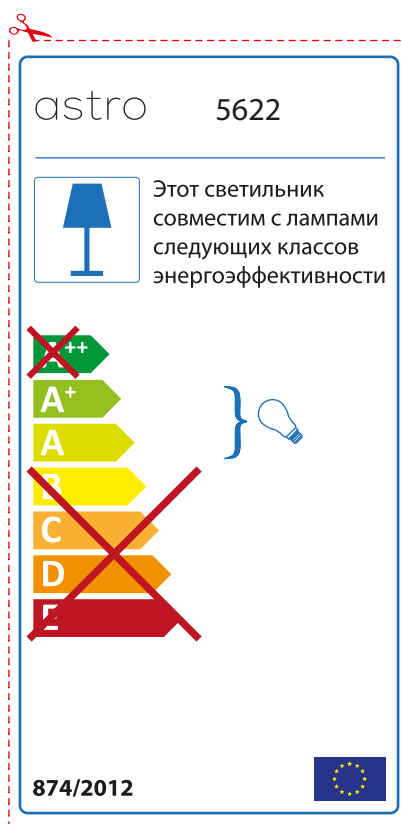 astro 5622
Этот светильник
совместим с лампами
следующих классов
энергоэффективности
A++
A+
A
B
C
D
E
874/2012